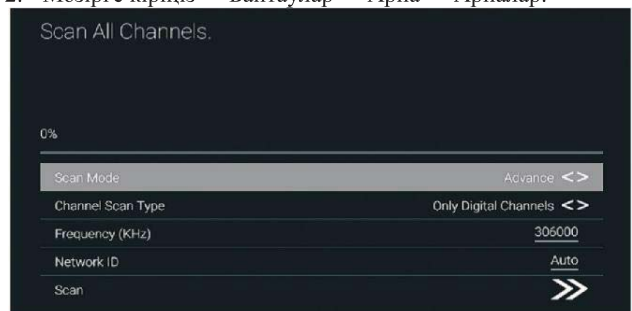 Scan All Channels.
0%
Scan Mode Advance <>
Channel Scan Type Only Digital Channels <>
Frequency (KHz) 306000
Network ID Auto
Scan >>